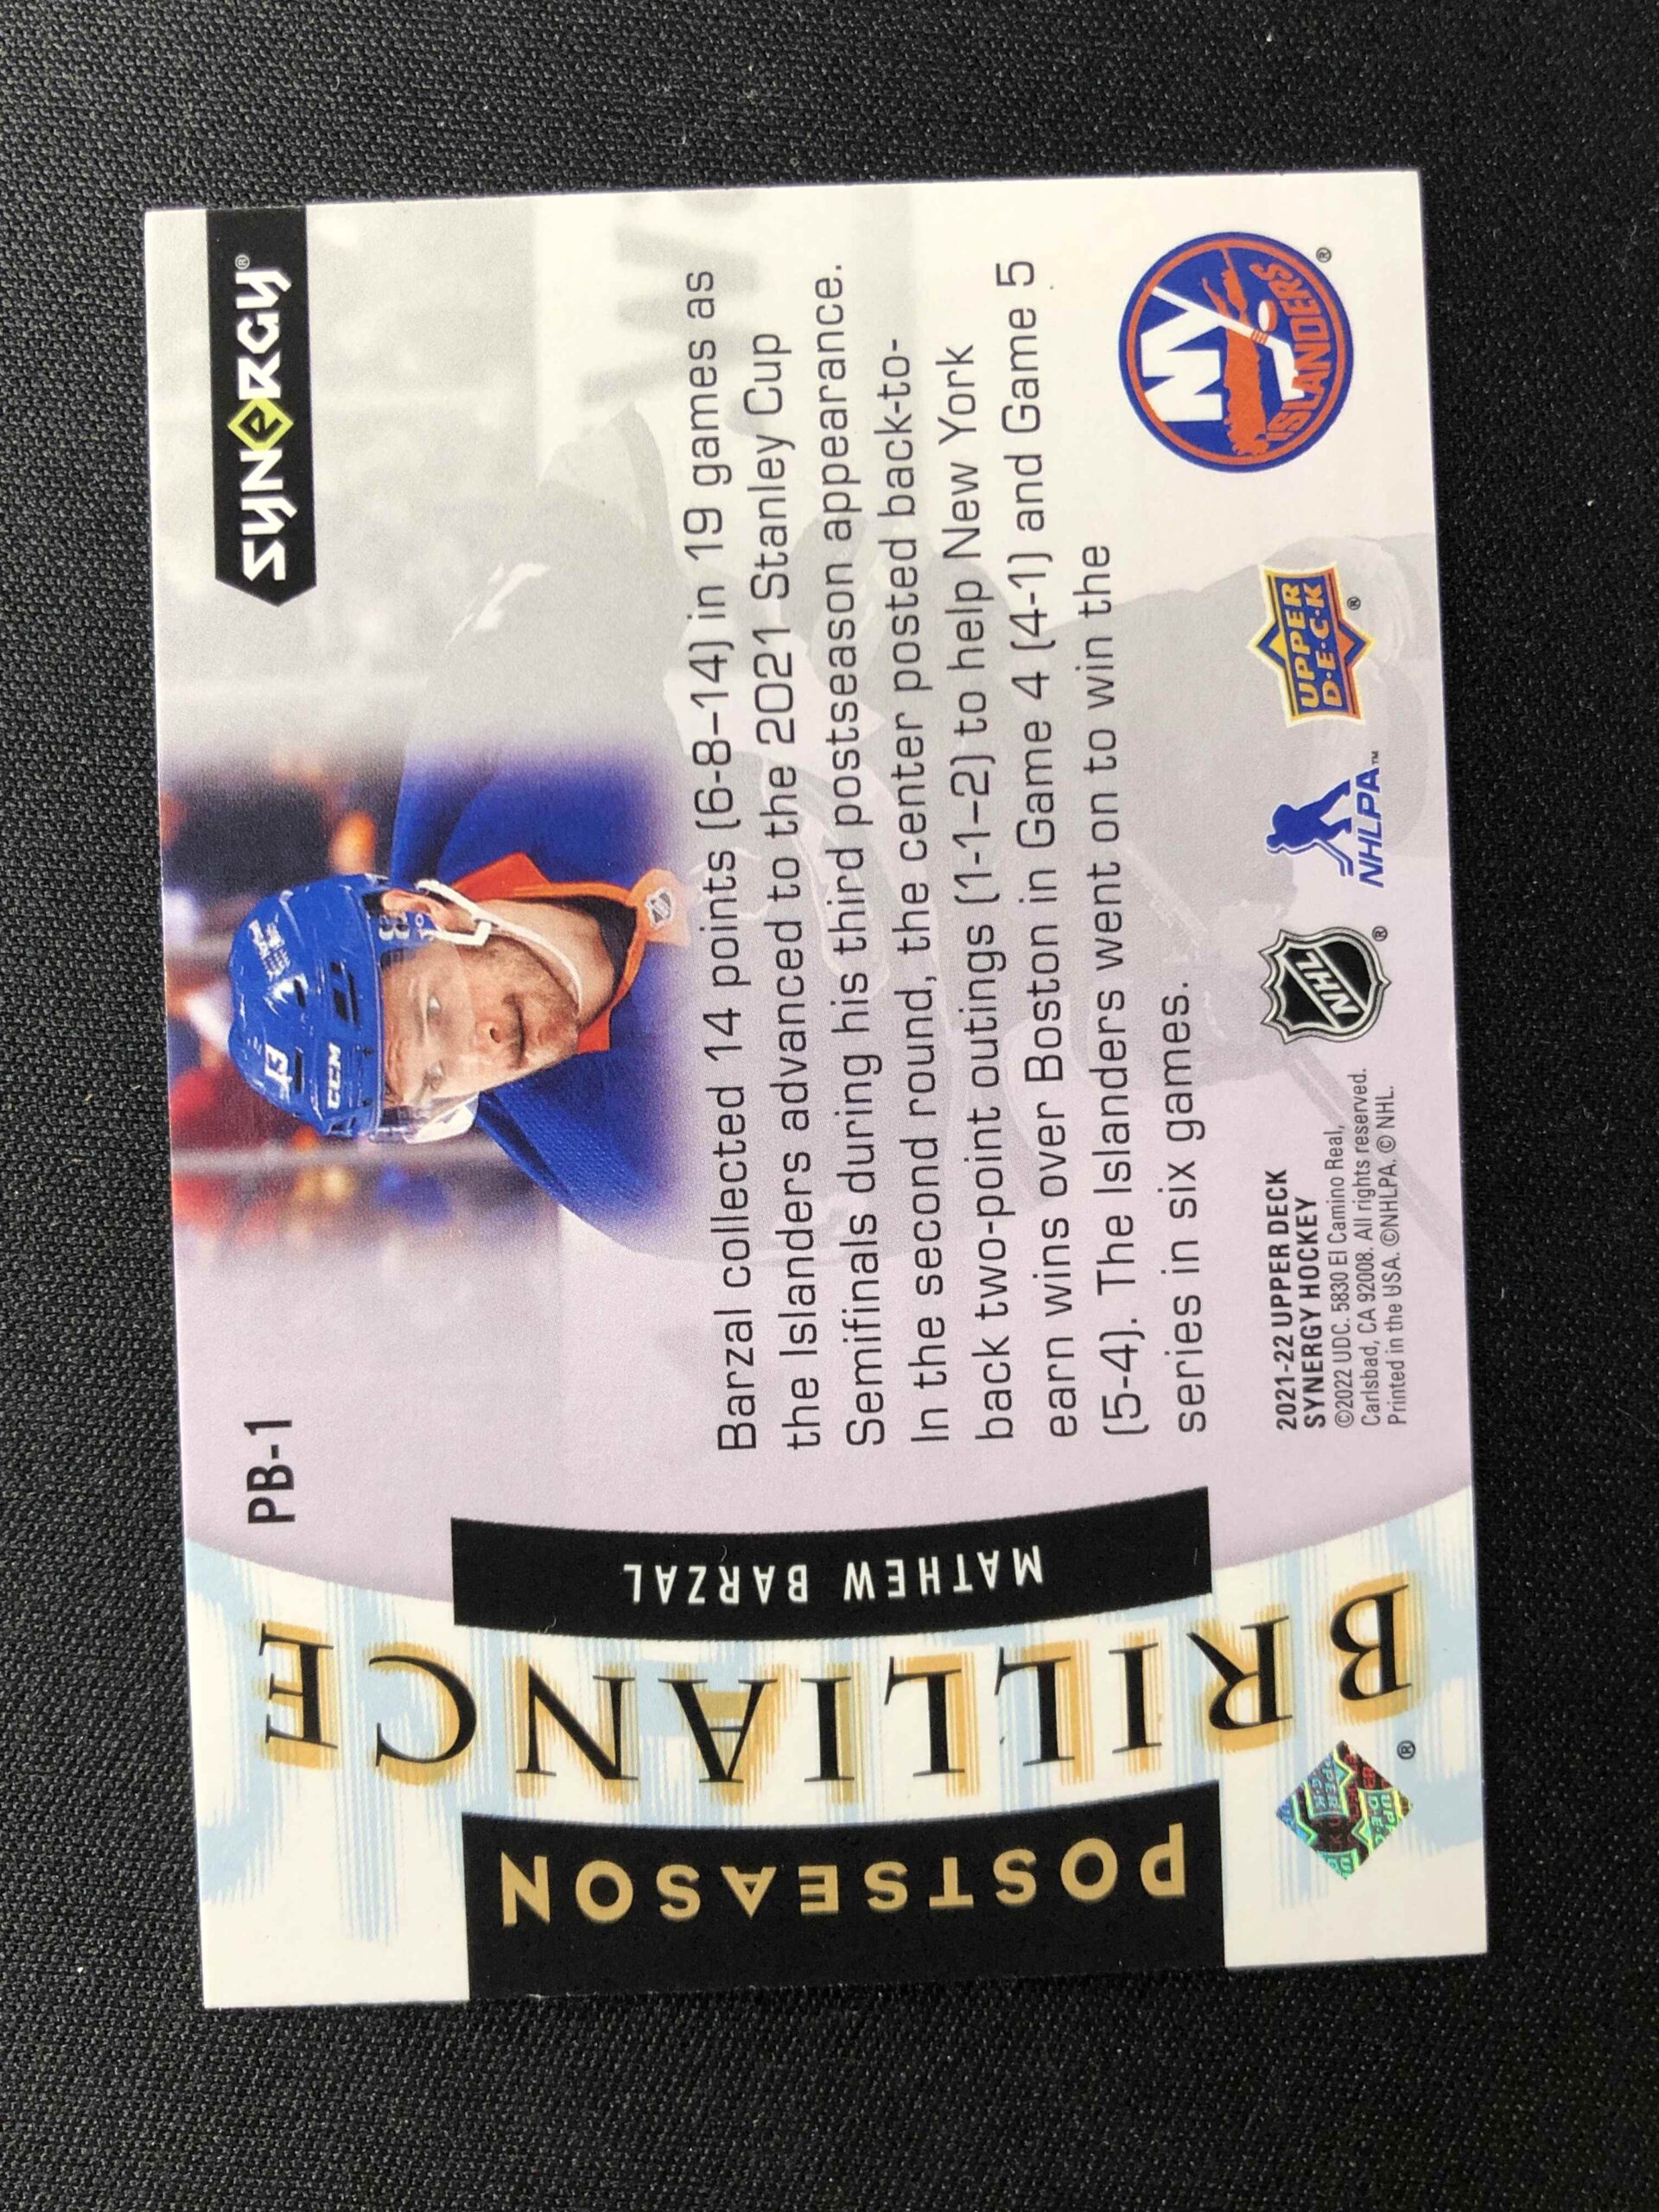 PB-1
SYNeRGY®
13
CCM
Barzal collected 14 points (6-8–14) in 19 games as
the Islanders advanced to the 2021 Stanley Cup
Semifinals during his third postseason appearance.
In the second round, the center posted back-to-
back two-point outings (1-1–2) to help New York
earn wins over Boston in Game 4 (4-1) and Game 5
(5-4). The Islanders went on to win the
series in six games.
2021-22 UPPER DECK
SYNERGY HOCKEY
©2022 UDC. 5830 El Camino Real,
Carlsbad, CA 92008. All rights reserved.
Printed in the USA. ©NHLPA. © NHL.
NHL®
NHLPA™
UPPER
D·E·C·K®
NY
ISLANDERS®
POSTSEASON
BRILLIANCE
MATHEW BARZAL
®